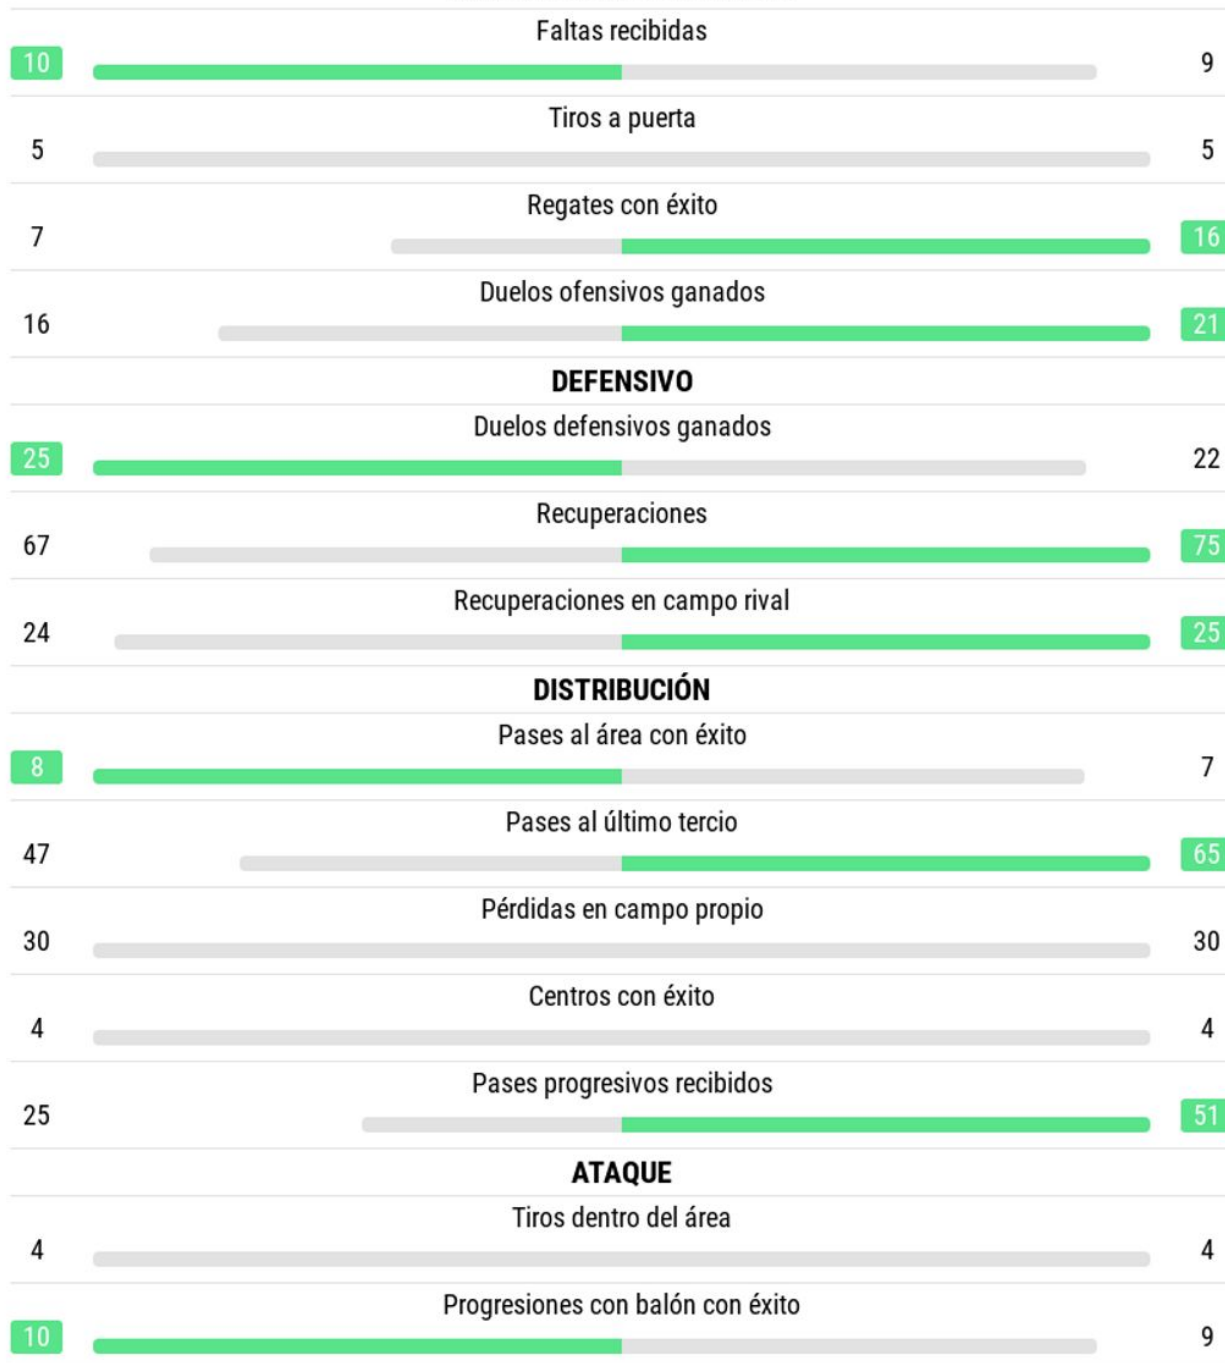 Faltas recibidas
10 9
Tiros a puerta
5 5
Regates con éxito
7 16
Duelos ofensivos ganados
16 21
DEFENSIVO
Duelos defensivos ganados
25 22
Recuperaciones
67 75
Recuperaciones en campo rival
24 25
DISTRIBUCIÓN
Pases al área con éxito
8 7
Pases al último tercio
47 65
Pérdidas en campo propio
30 30
Centros con éxito
4 4
Pases progresivos recibidos
25 51
ATAQUE
Tiros dentro del área
4 4
Progresiones con balón con éxito
10 9